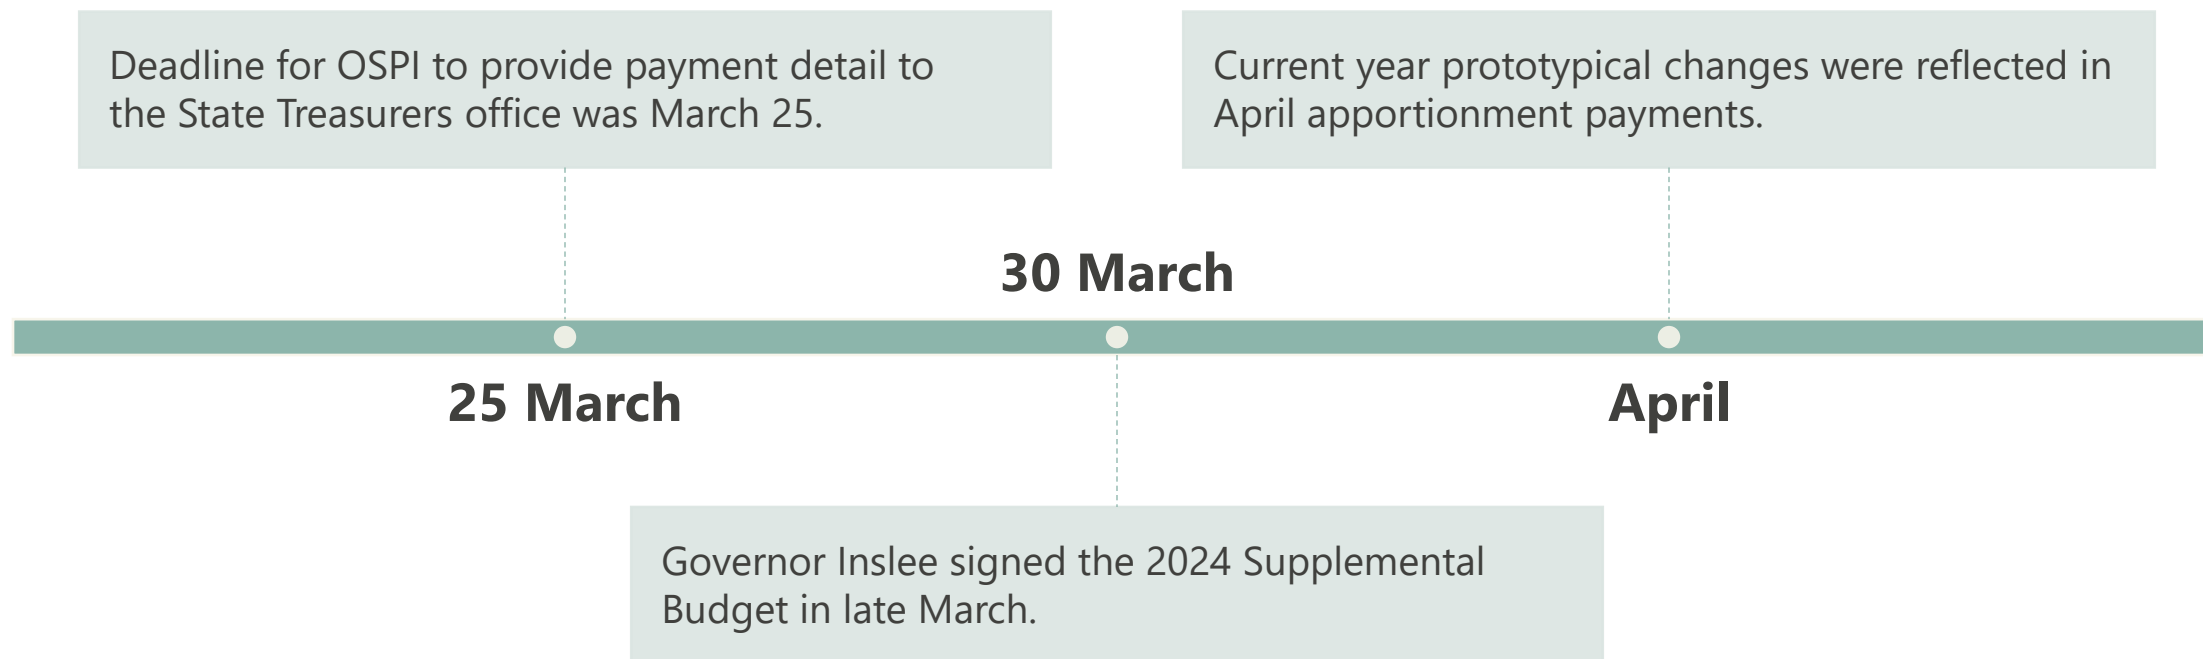 Deadline for OSPI to provide payment detail to
the State Treasurers office was March 25.
Current year prototypical changes were reflected in
April apportionment payments.
30 March
25 March
April
Governor Inslee signed the 2024 Supplemental
Budget in late March.